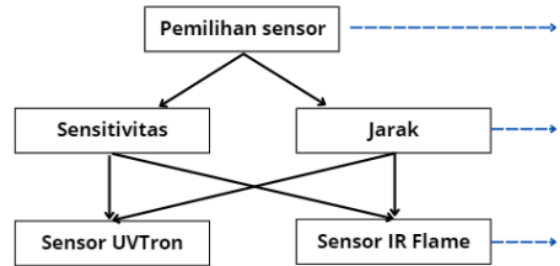 Pemilihan sensor
Sensitivitas
Jarak
Sensor UVTron
Sensor IR Flame